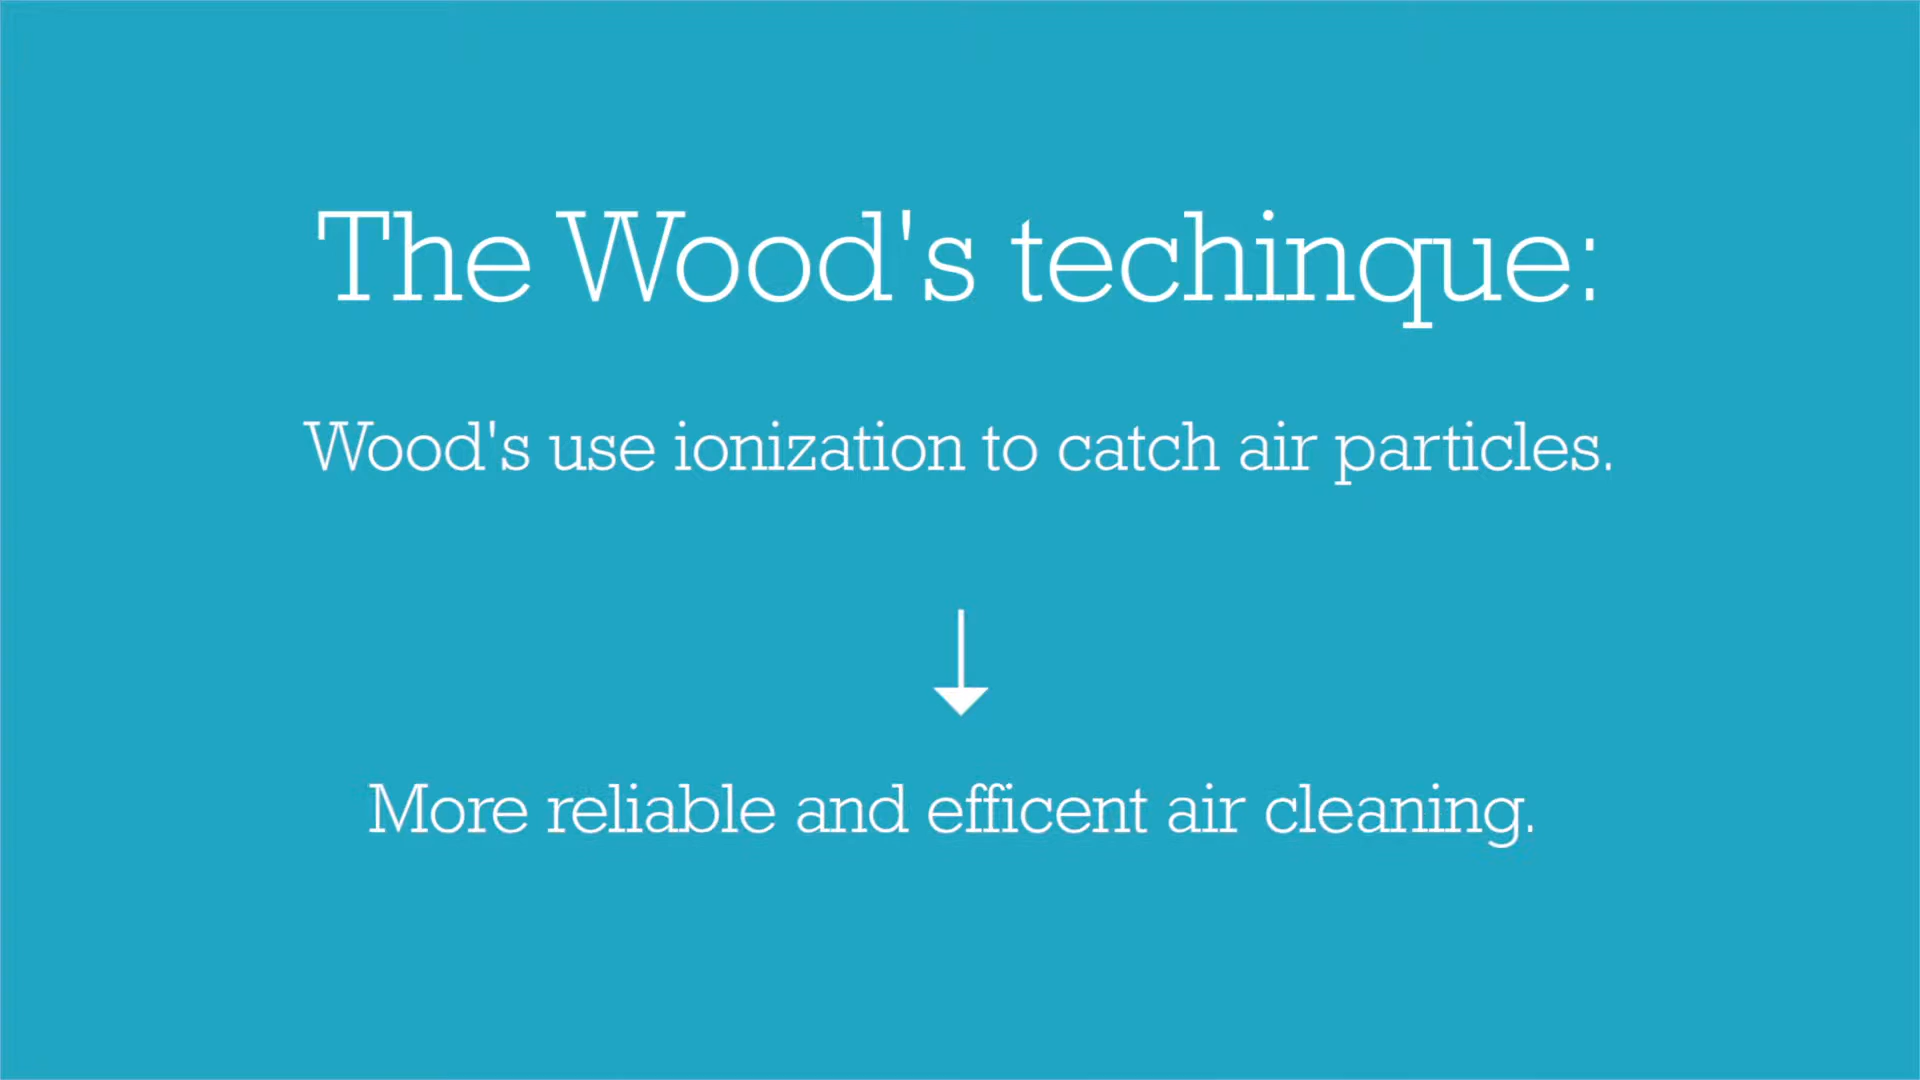 The Wood's techinque:
Wood's use ionization to catch air particles.
More reliable and efficent air cleaning.